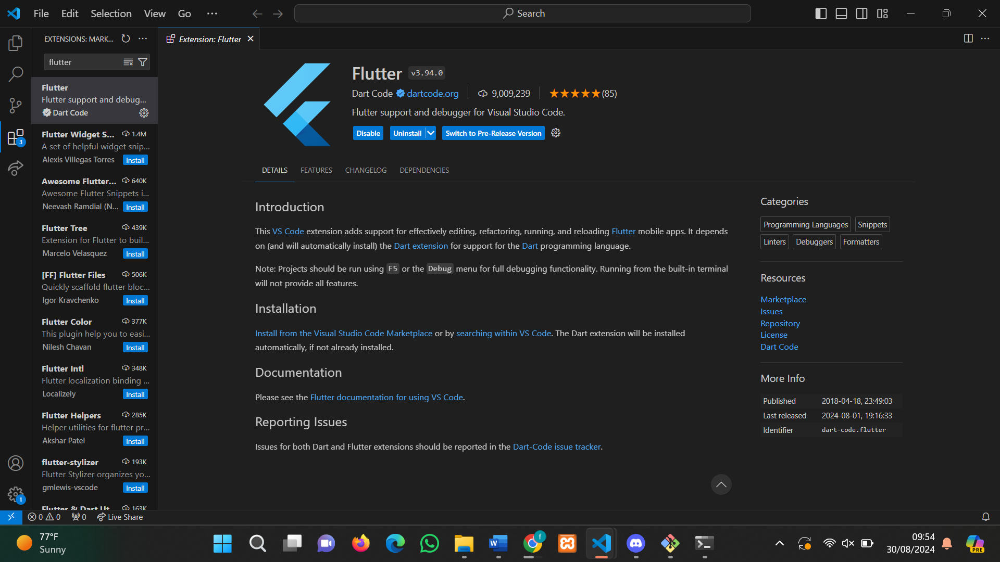 File Edit Selection View Go ···
Search
EXTENSIONS: MARK...
Extension: Flutter
flutter
Flutter
Flutter support and debug...
Dart Code
Flutter Widget S... 1.4M
A set of helpful widget snip...
Alexis Villegas Torres Install
Awesome Flutter... 640K
Awesome Flutter Snippets i...
Neevash Ramdial (N... Install
Flutter Tree 439K
Extension for Flutter to buil...
Marcelo Velasquez Install
[FF] Flutter Files 506K
Quickly scaffold flutter bloc...
Igor Kravchenko Install
Flutter Color 377K
This plugin help you to easi...
Nilesh Chavan Install
Flutter Intl 348K
Flutter localization binding ...
Localizely Install
Flutter Helpers 285K
Helper utilities for flutter pr...
Akshar Patel Install
flutter-stylizer 193K
Flutter Stylizer organizes yo...
gmlewis-vscode Install
Flutter & Dart Ut... 163K
3
1
Flutter v3.94.0
Dart Code dartcode.org 9,009,239 (85)
Flutter support and debugger for Visual Studio Code.
Disable Uninstall Switch to Pre-Release Version
DETAILS FEATURES CHANGELOG DEPENDENCIES
Introduction
This VS Code extension adds support for effectively editing, refactoring, running, and reloading Flutter mobile apps. It depends
on (and will automatically install) the Dart extension for support for the Dart programming language.
Note: Projects should be run using F5 or the Debug menu for full debugging functionality. Running from the built-in terminal
will not provide all features.
Installation
Install from the Visual Studio Code Marketplace or by searching within VS Code. The Dart extension will be installed
automatically, if not already installed.
Documentation
Please see the Flutter documentation for using VS Code.
Reporting Issues
Issues for both Dart and Flutter extensions should be reported in the Dart-Code issue tracker.
Categories
Programming Languages Snippets
Linters Debuggers Formatters
Resources
Marketplace
Issues
Repository
License
Dart Code
More Info
Published 2018-04-18, 23:49:03
Last released 2024-08-01, 19:16:33
Identifier dart-code.flutter
0 0 0 Live Share
77°F
Sunny
W
f
09:54
30/08/2024
PRE